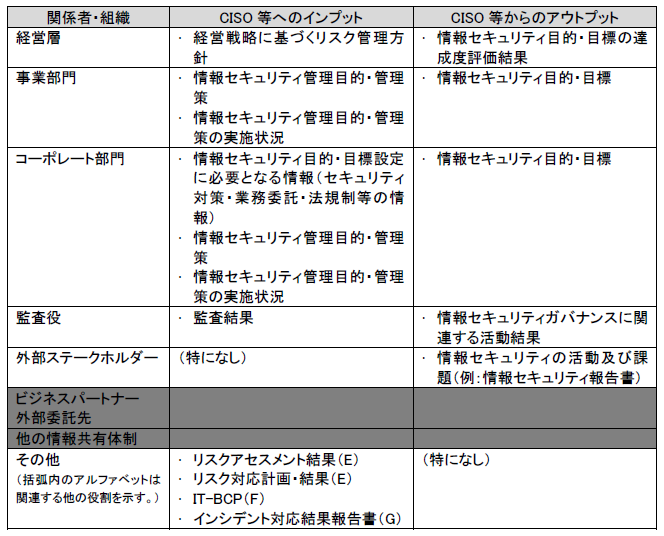 関係者・組織
CISO 等へのインプット
CISO 等からのアウトプット
経営層
・ 経営戦略に基づくリスク管理方
針
・ 情報セキュリティ目的・目標の達
成度評価結果
事業部門
・ 情報セキュリティ管理目的・管理
策
・ 情報セキュリティ管理目的・管理
策の実施状況
・ 情報セキュリティ目的・目標
コーポレート部門
・ 情報セキュリティ目的・目標設定
に必要となる情報(セキュリティ
対策・業務委託・法規制等の情
報)
・ 情報セキュリティ管理目的・管理
策
・ 情報セキュリティ管理目的・管理
策の実施状況
・ 情報セキュリティ目的・目標
監査役
・ 監査結果
・ 情報セキュリティガバナンスに関
連する活動結果
外部ステークホルダー
(特になし)
・ 情報セキュリティの活動及び課
題(例:情報セキュリティ報告書)
ビジネスパートナー
外部委託先
他の情報共有体制
その他
(括弧内のアルファベットは
関連する他の役割を示す。)
・ リスクアセスメント結果(E)
・ リスク対応計画・結果(E)
・ IT-BCP(F)
・ インシデント対応結果報告書(G)
(特になし)